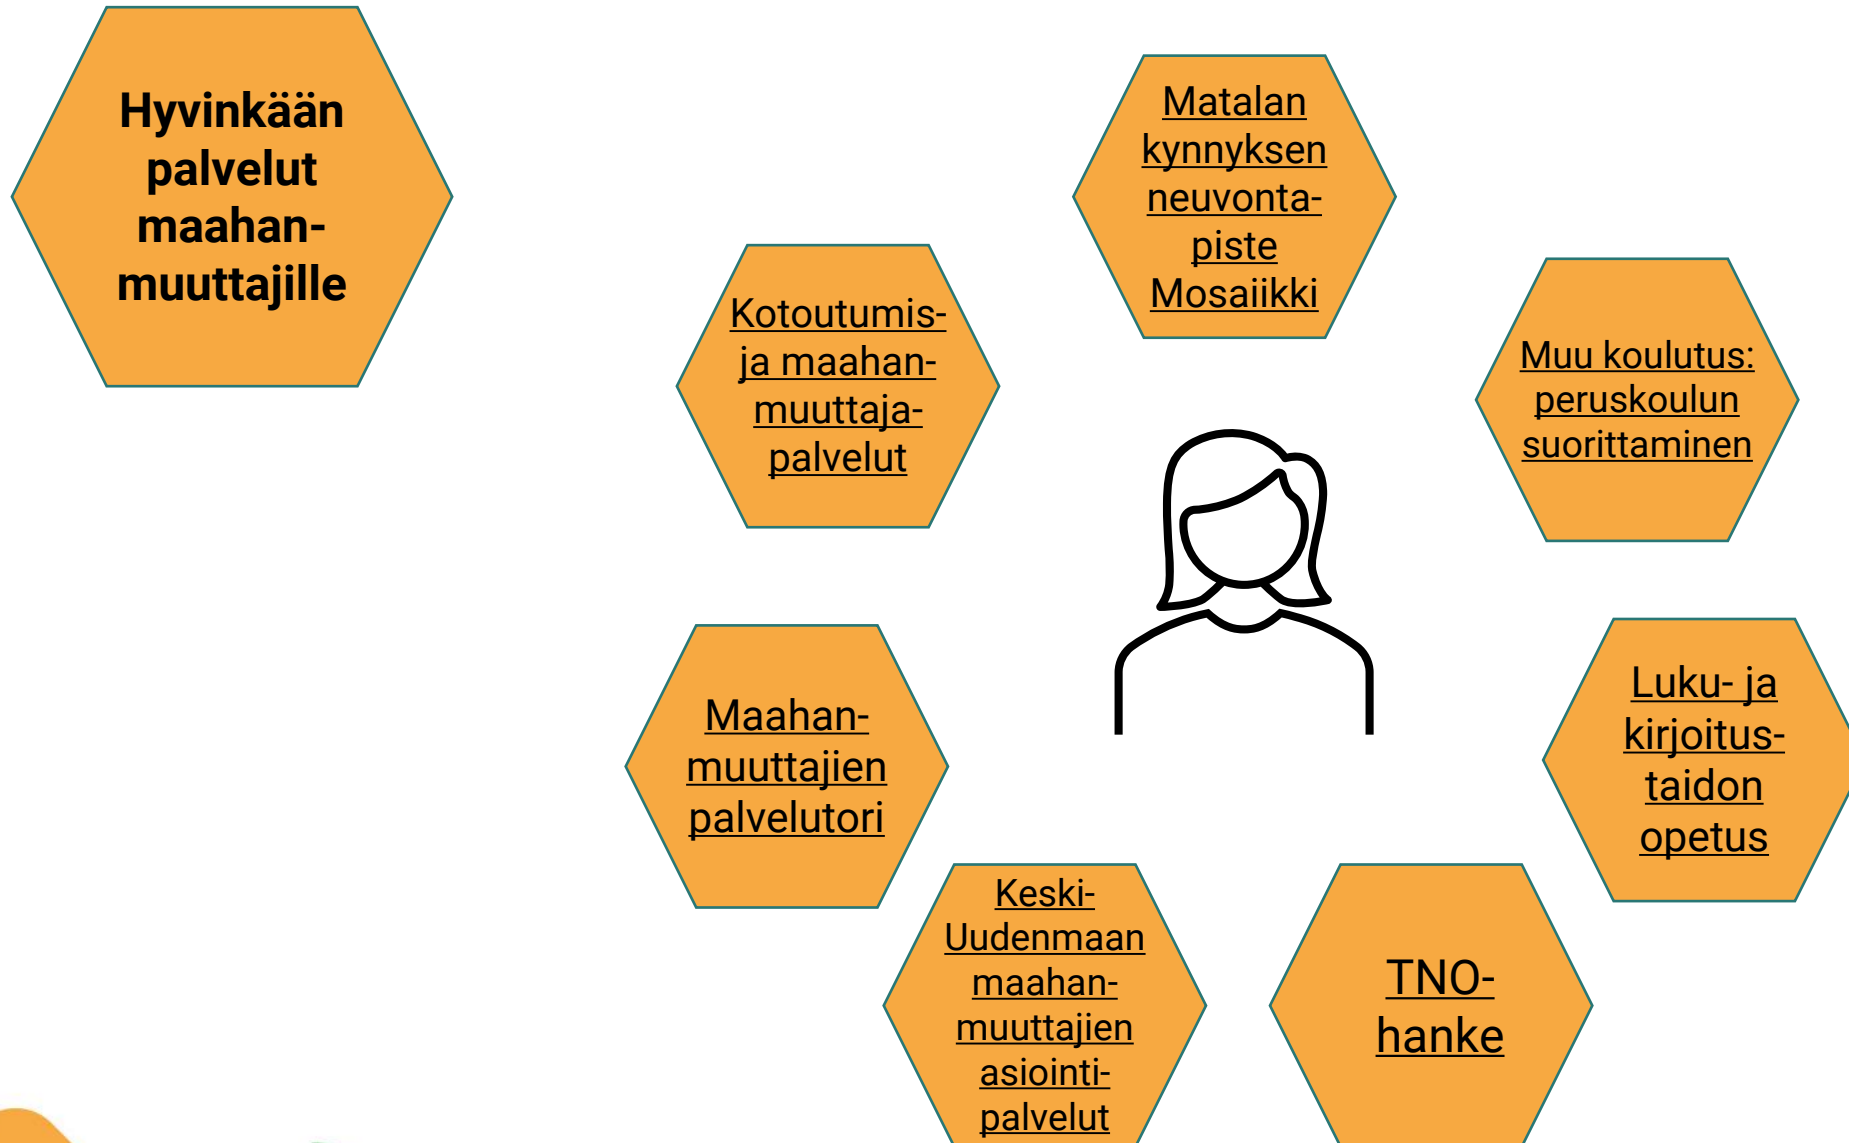 Hyvinkään
palvelut
maahan-
muuttajille
Matalan
kynnyksen
neuvonta-
piste
Mosaiikki
Kotoutumis-
ja maahan-
muuttaja-
palvelut
Muu koulutus:
peruskoulun
suorittaminen
Maahan-
muuttajien
palvelutori
Luku- ja
kirjoitus-
taidon
opetus
Keski-
Uudenmaan
maahan-
muuttajien
asiointi-
palvelut
TNO-
hanke